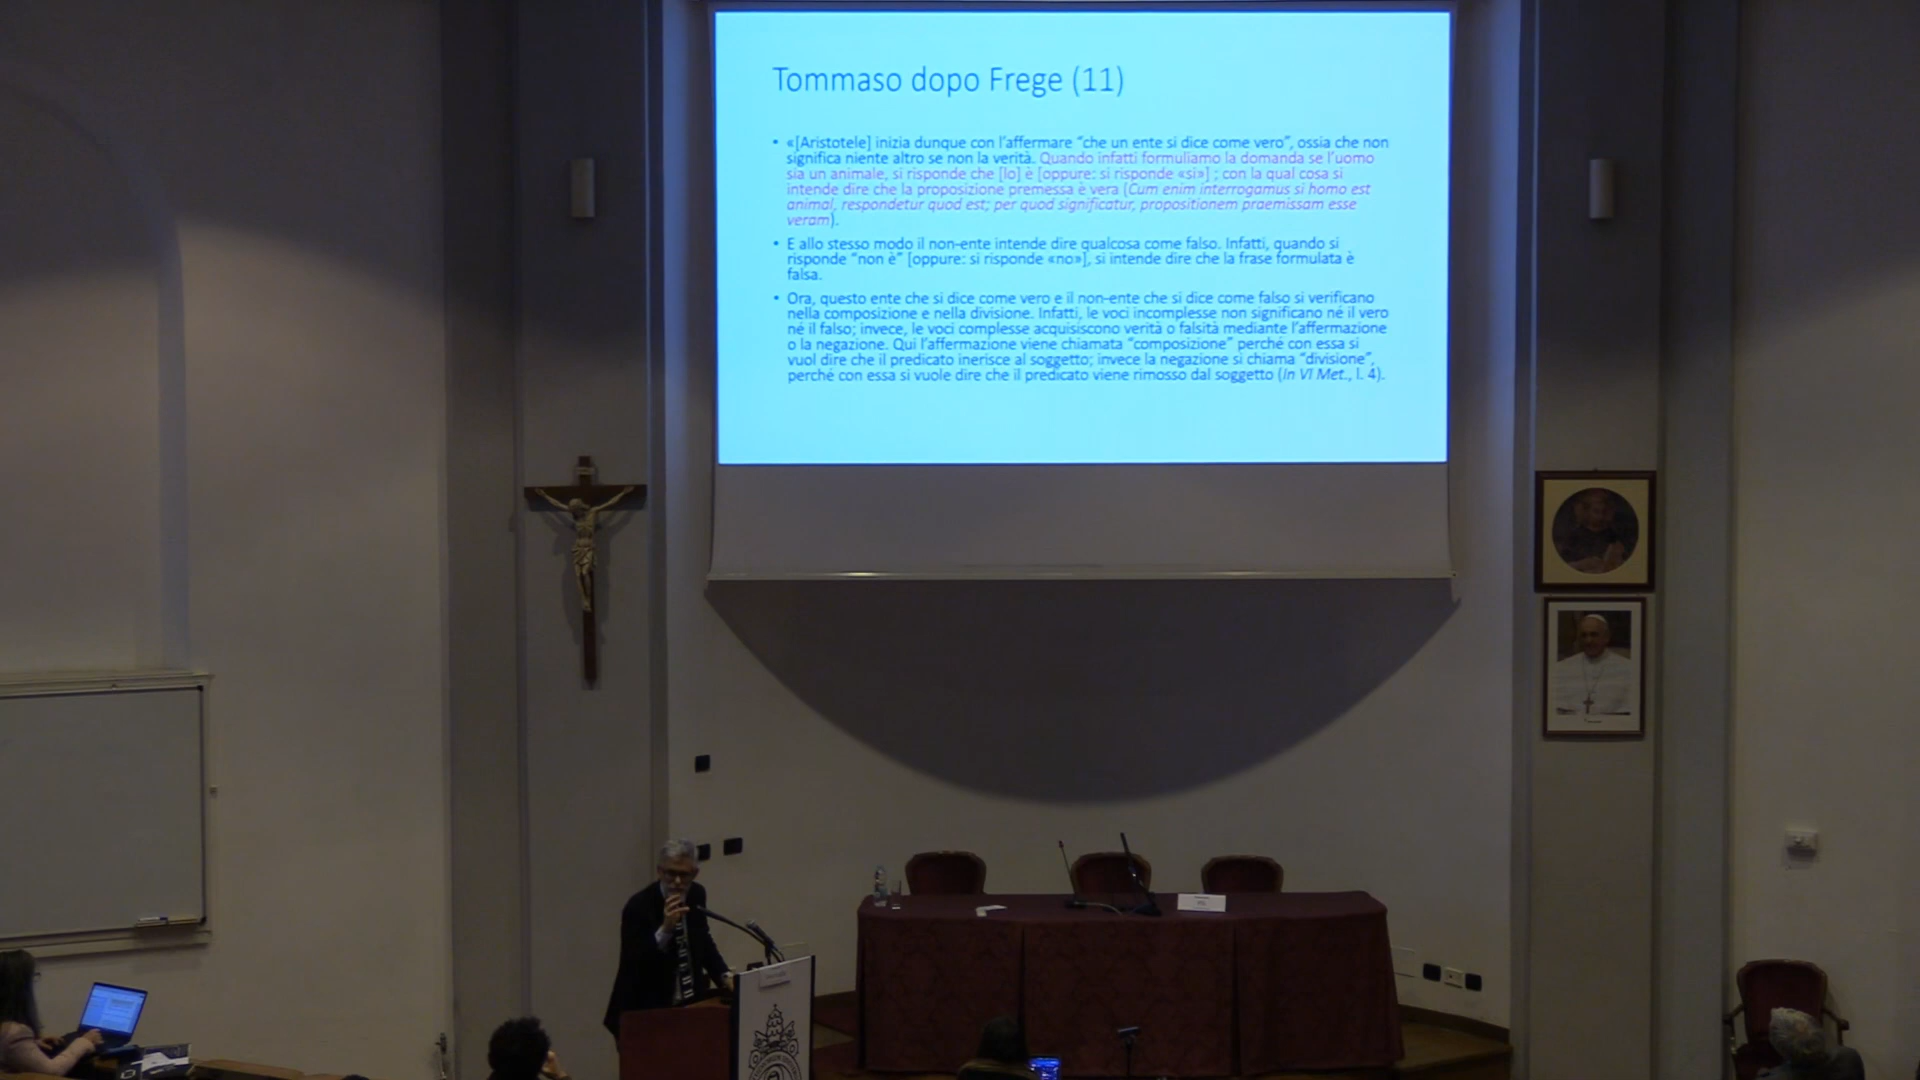 Tommaso dopo Frege (11)
• «[Aristotele] inizia dunque con l'affermare "che un ente si dice come vero", ossia che non
significa niente altro se non la verità. Quando infatti formuliamo la domanda se l'uomo
sia un animale, si risponde che [lo] è [oppure: si risponde «sì»] ; con la qual cosa si
intende dire che la proposizione premessa è vera (Cum enim interrogamus si homo est
animal, respondetur quod est; per quod significatur, propositionem praemissam esse
veram).
• E allo stesso modo il non-ente intende dire qualcosa come falso. Infatti, quando si
risponde "non è" [oppure: si risponde «no»], si intende dire che la frase formulata è
falsa.
• Ora, questo ente che si dice come vero e il non-ente che si dice come falso si verificano
nella composizione e nella divisione. Infatti, le voci incomplesse non significano né il vero
né il falso; invece, le voci complesse acquisiscono verità o falsità mediante l'affermazione
o la negazione. Qui l'affermazione viene chiamata "composizione" perché con essa si
vuol dire che il predicato inerisce al soggetto; invece la negazione si chiama "divisione",
perché con essa si vuole dire che il predicato viene rimosso dal soggetto (In VI Met., l. 4).